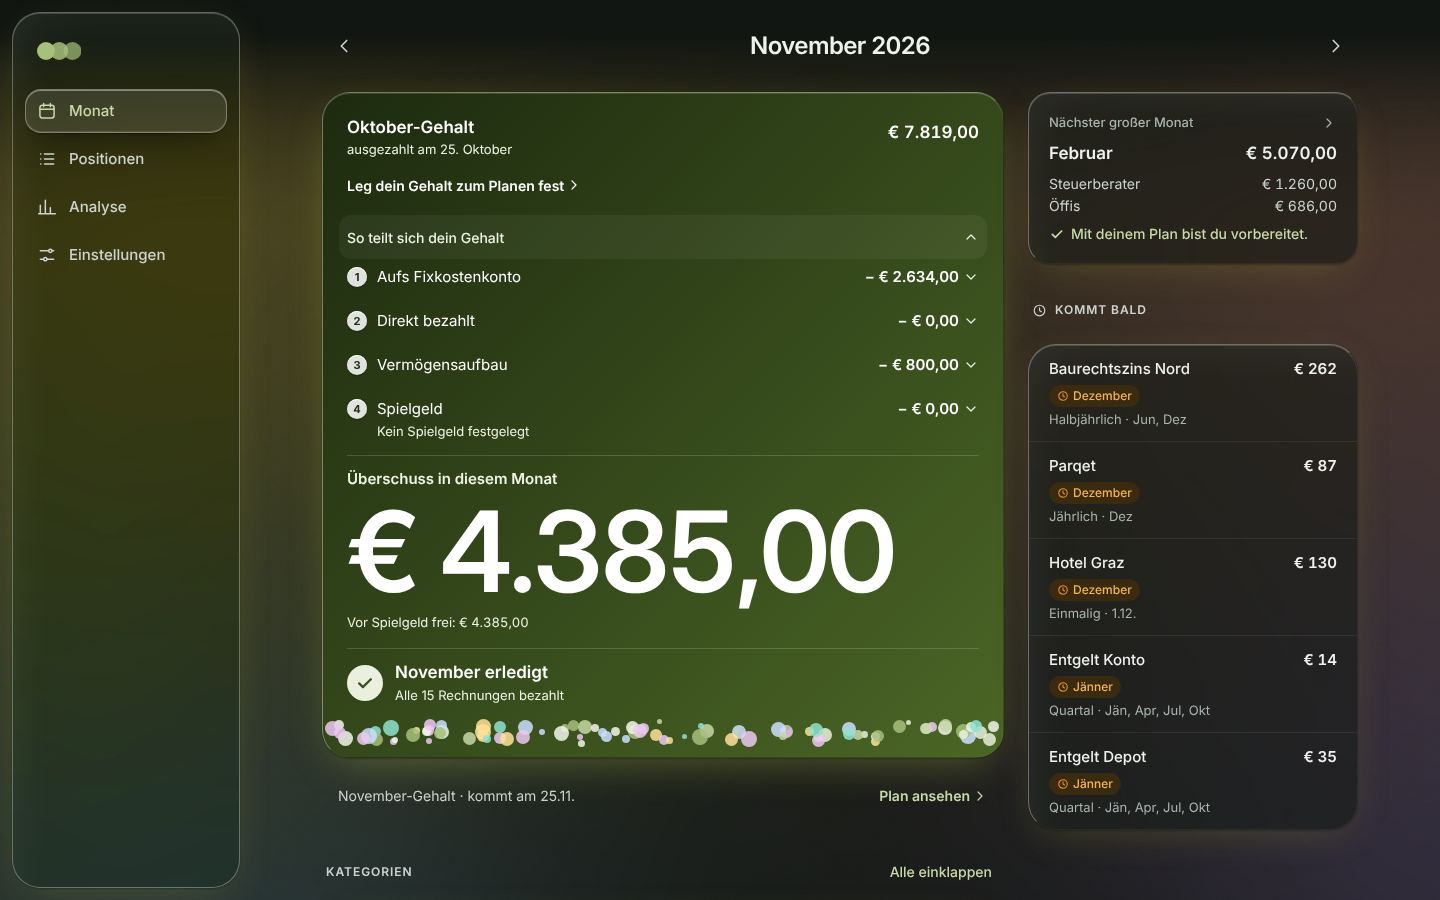 Monat
Positionen
Analyse
Einstellungen
November 2026
Oktober-Gehalt
€ 7.819,00
ausgezahlt am 25. Oktober
Leg dein Gehalt zum Planen fest
So teilt sich dein Gehalt
1 Aufs Fixkostenkonto – € 2.634,00
2 Direkt bezahlt – € 0,00
3 Vermögensaufbau – € 800,00
4 Spielgeld – € 0,00
Kein Spielgeld festgelegt
Überschuss in diesem Monat
€ 4.385,00
Vor Spielgeld frei: € 4.385,00
November erledigt
Alle 15 Rechnungen bezahlt
November-Gehalt · kommt am 25.11.
Plan ansehen
KATEGORIEN
Alle einklappen
Nächster großer Monat
Februar € 5.070,00
Steuerberater € 1.260,00
Öffis € 686,00
Mit deinem Plan bist du vorbereitet.
KOMMT BALD
Baurechtszins Nord € 262
Dezember
Halbjährlich · Jun, Dez
Parqet € 87
Dezember
Jährlich · Dez
Hotel Graz € 130
Dezember
Einmalig · 1.12.
Entgelt Konto € 14
Jänner
Quartal · Jän, Apr, Jul, Okt
Entgelt Depot € 35
Jänner
Quartal · Jän, Apr, Jul, Okt